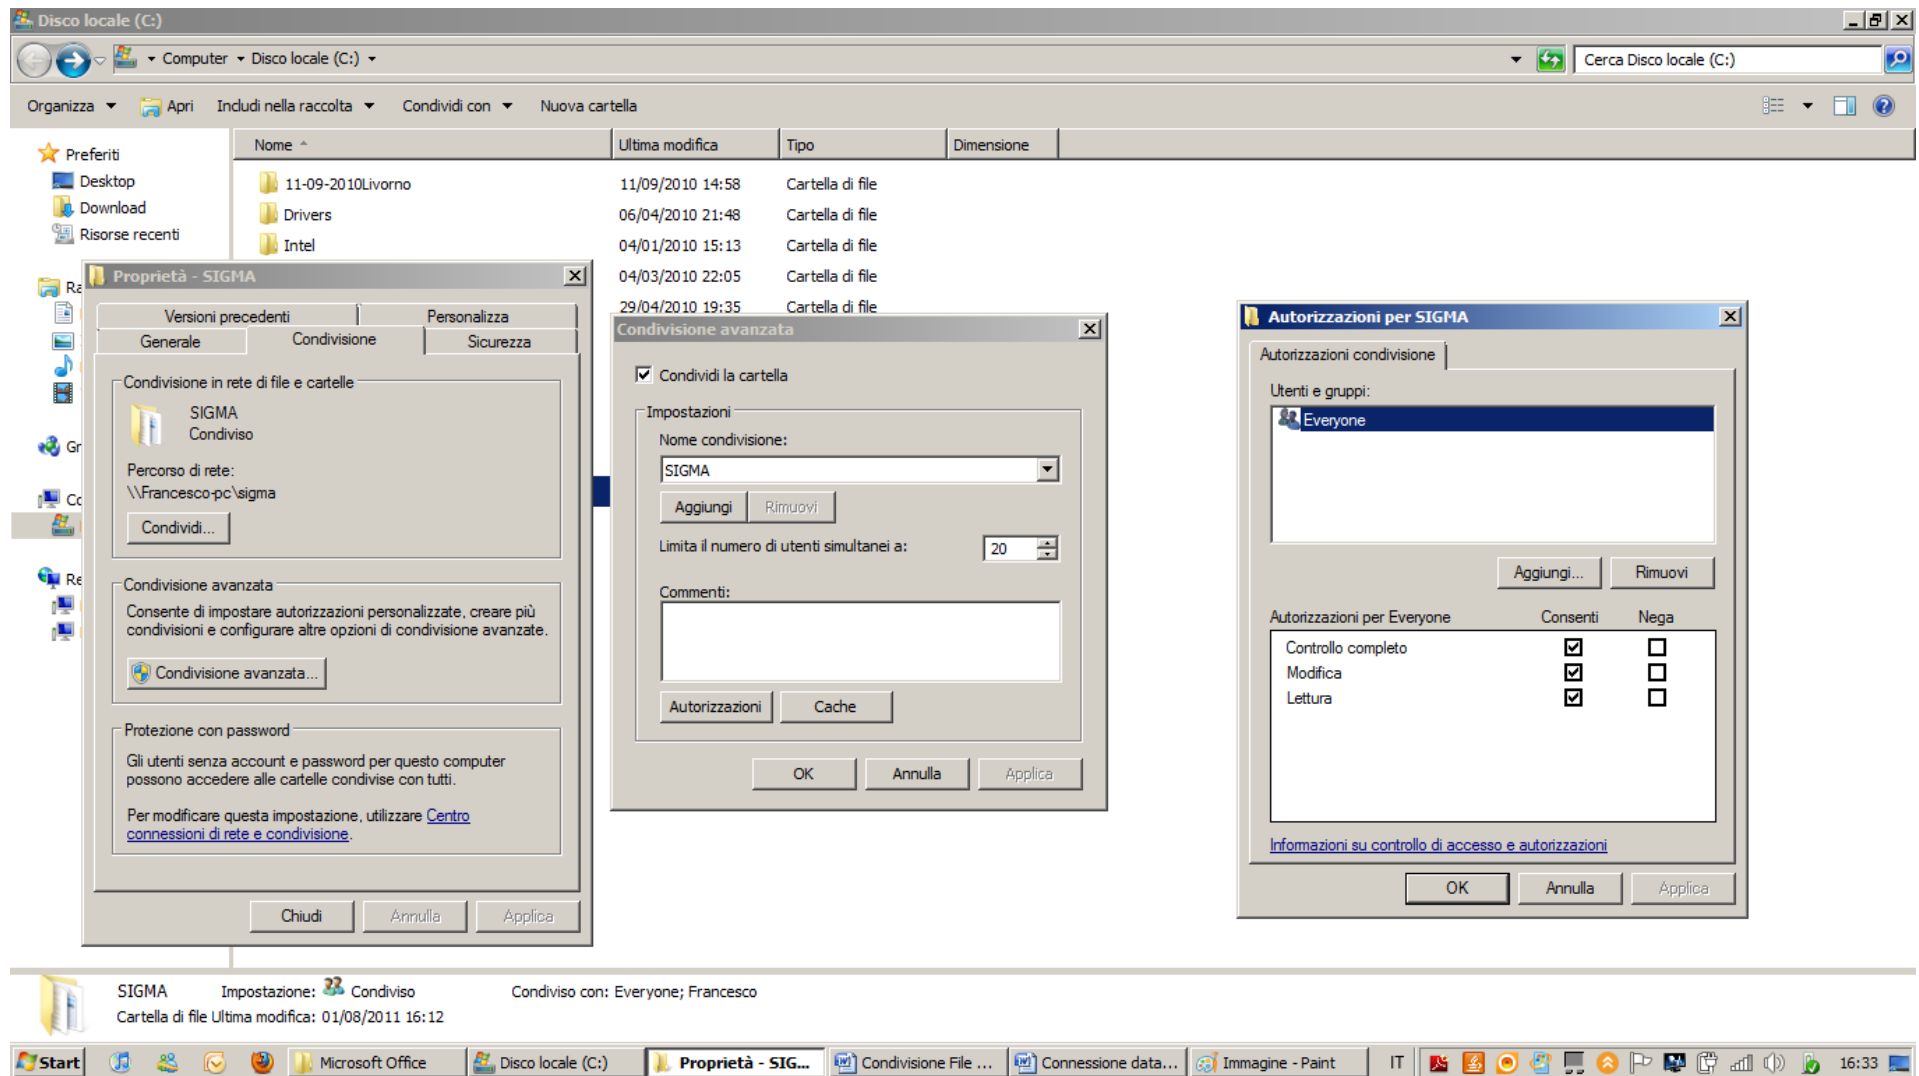 Disco locale (C:)
Computer Disco locale (C:)
Cerca Disco locale (C:)
Organizza Apri Includi nella raccolta Condividi con Nuova cartella
Nome Ultima modifica Tipo Dimensione
Preferiti
Desktop
Download
Risorse recenti
Ra
Gr
Co
Re
11-09-2010Livorno 11/09/2010 14:58 Cartella di file
Drivers 06/04/2010 21:48 Cartella di file
Intel 04/01/2010 15:13 Cartella di file
04/03/2010 22:05 Cartella di file
29/04/2010 19:35 Cartella di file
Proprietà - SIGMA
Versioni precedenti Personalizza
Generale Condivisione Sicurezza
Condivisione in rete di file e cartelle
SIGMA
Condiviso
Percorso di rete:
\\Francesco-pc\sigma
Condividi...
Condivisione avanzata
Consente di impostare autorizzazioni personalizzate, creare più
condivisioni e configurare altre opzioni di condivisione avanzate.
Condivisione avanzata...
Protezione con password
Gli utenti senza account e password per questo computer
possono accedere alle cartelle condivise con tutti.
Per modificare questa impostazione, utilizzare Centro
connessioni di rete e condivisione.
Chiudi Annulla Applica
Condivisione avanzata
Condividi la cartella
Impostazioni
Nome condivisione:
SIGMA
Aggiungi Rimuovi
Limita il numero di utenti simultanei a: 20
Commenti:
Autorizzazioni Cache
OK Annulla Applica
Autorizzazioni per SIGMA
Autorizzazioni condivisione
Utenti e gruppi:
Everyone
Aggiungi... Rimuovi
Autorizzazioni per Everyone Consenti Nega
Controllo completo
Modifica
Lettura
Informazioni su controllo di accesso e autorizzazioni
OK Annulla Applica
SIGMA Impostazione: Condiviso Condiviso con: Everyone; Francesco
Cartella di file Ultima modifica: 01/08/2011 16:12
Start Microsoft Office Disco locale (C:) Proprietà - SIG... Condivisione File ... Connessione data... Immagine - Paint IT 16:33